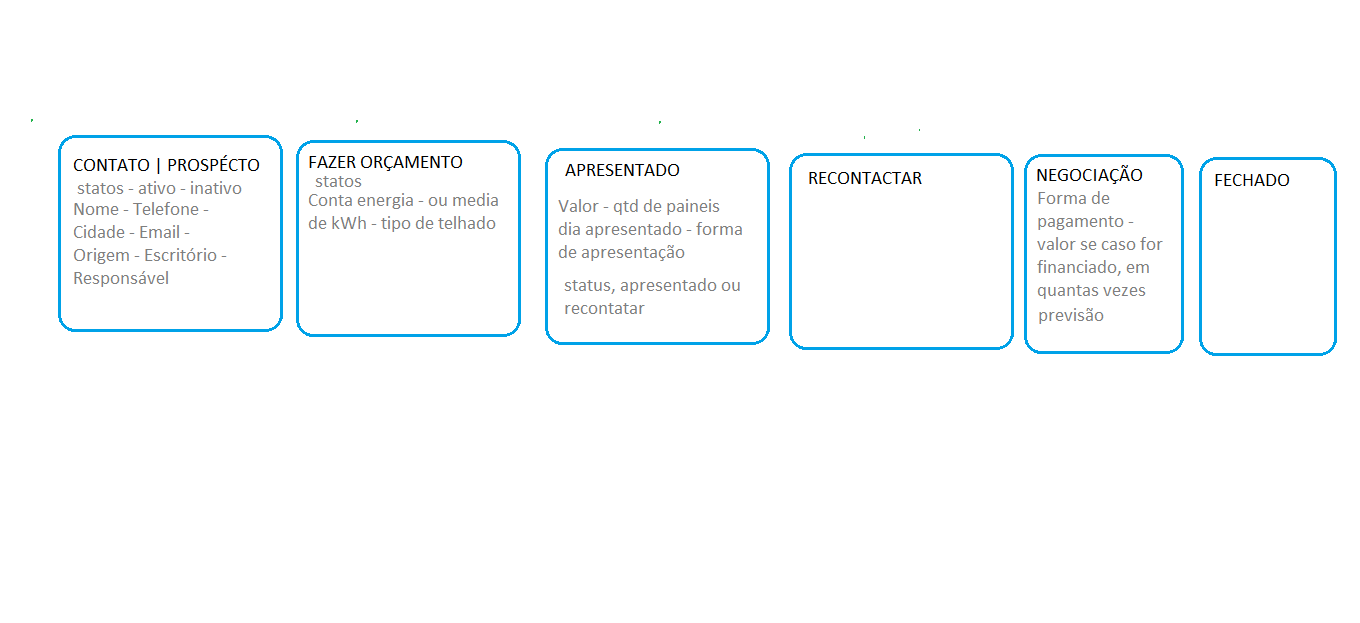 CONTATO | PROSPÉCTO
statos - ativo - inativo
Nome - Telefone -
Cidade - Email -
Origem - Escritório -
Responsável
FAZER ORÇAMENTO
statos
Conta energia - ou media
de kWh - tipo de telhado
APRESENTADO
Valor - qtd de paineis
dia apresentado - forma
de apresentação
status, apresentado ou
recontatar
RECONTACTAR
NEGOCIAÇÃO
Forma de
pagamento -
valor se caso for
financiado, em
quantas vezes
previsão
FECHADO